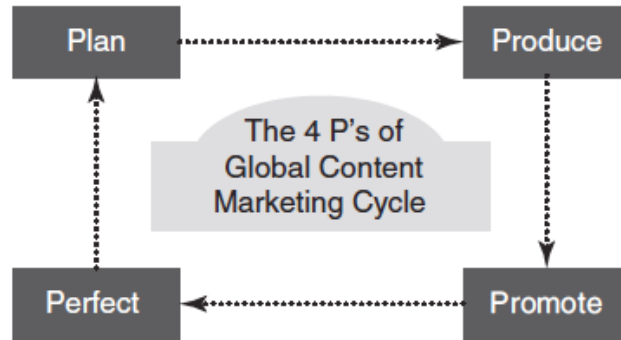 Plan
Produce
The 4 P's of
Global Content
Marketing Cycle
Perfect
Promote